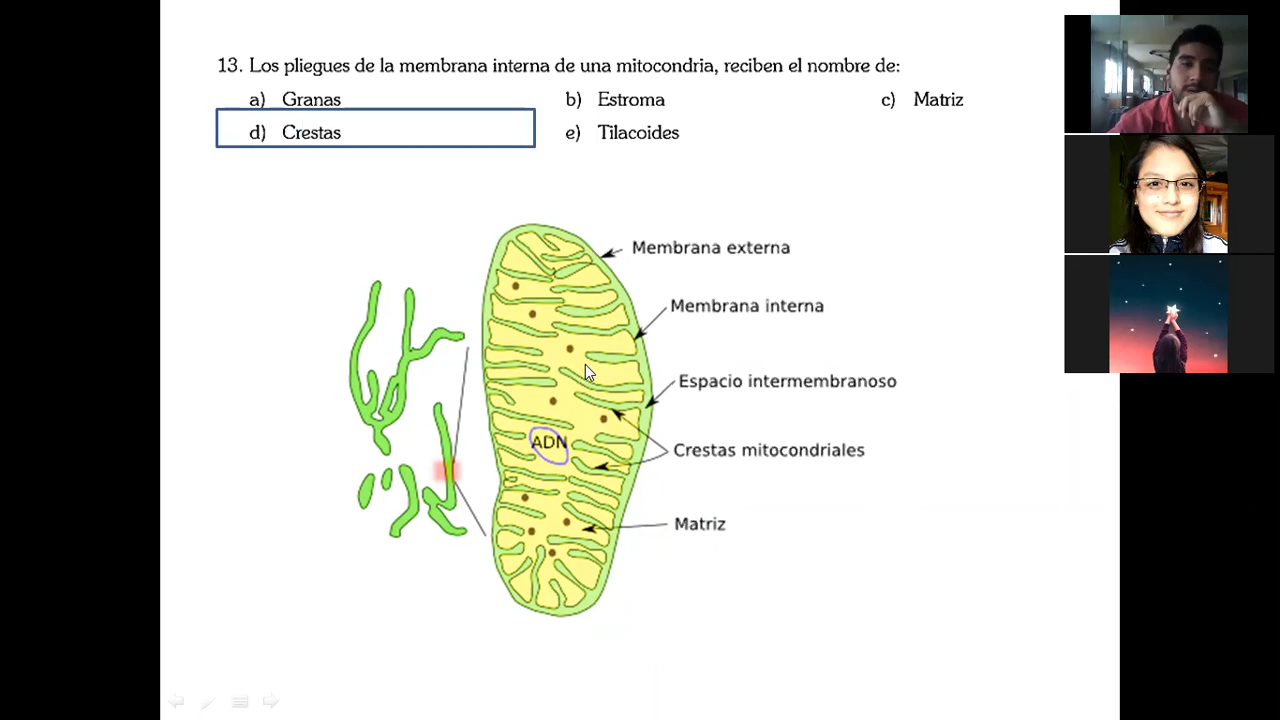 13. Los pliegues de la membrana interna de una mitocondria, reciben el nombre de:
a) Granas b) Estroma c) Matriz
d) Crestas e) Tilacoides
Membrana externa
Membrana interna
Espacio intermembranoso
ADN
Crestas mitocondriales
Matriz